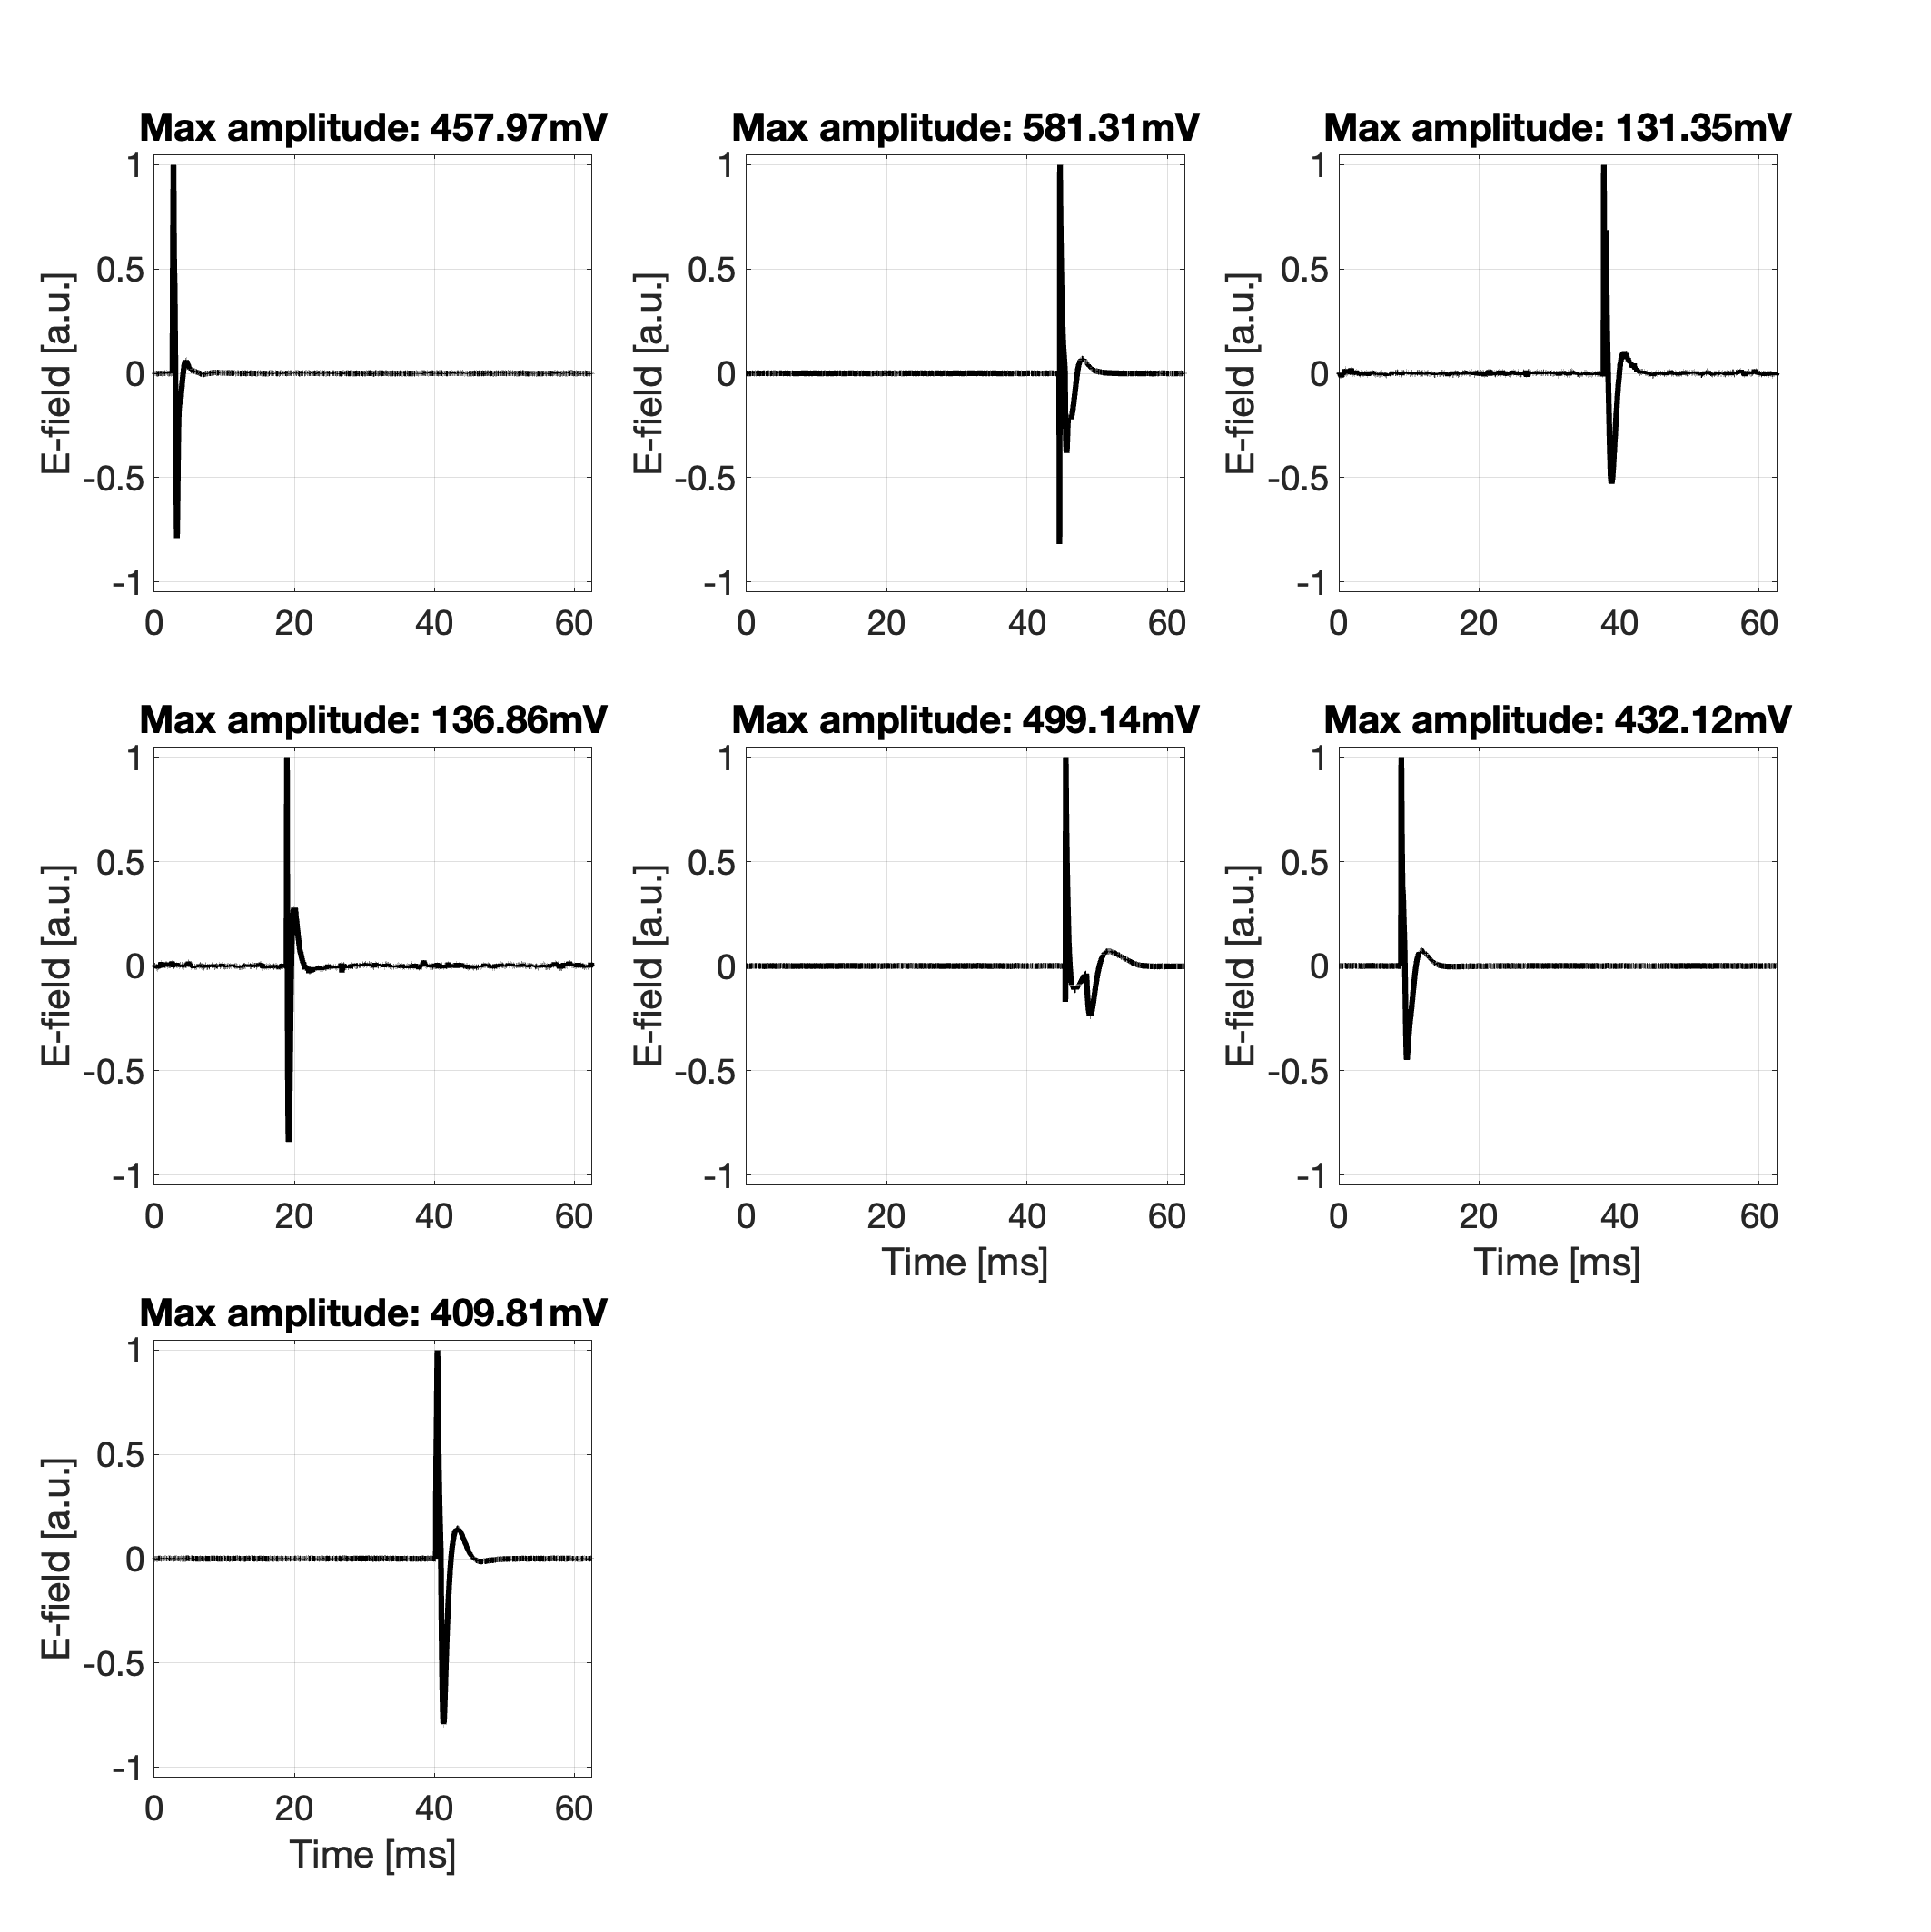 Max amplitude: 457.97mV
1
0.5
0
-0.5
-1
E-field [a.u.]
0 20 40 60
Max amplitude: 581.31mV
1
0.5
0
-0.5
-1
E-field [a.u.]
0 20 40 60
Max amplitude: 131.35mV
1
0.5
0
-0.5
-1
E-field [a.u.]
0 20 40 60
Max amplitude: 136.86mV
1
0.5
0
-0.5
-1
E-field [a.u.]
0 20 40 60
Max amplitude: 499.14mV
1
0.5
0
-0.5
-1
E-field [a.u.]
0 20 40 60
Time [ms]
Max amplitude: 432.12mV
1
0.5
0
-0.5
-1
E-field [a.u.]
0 20 40 60
Time [ms]
Max amplitude: 409.81mV
1
0.5
0
-0.5
-1
E-field [a.u.]
0 20 40 60
Time [ms]